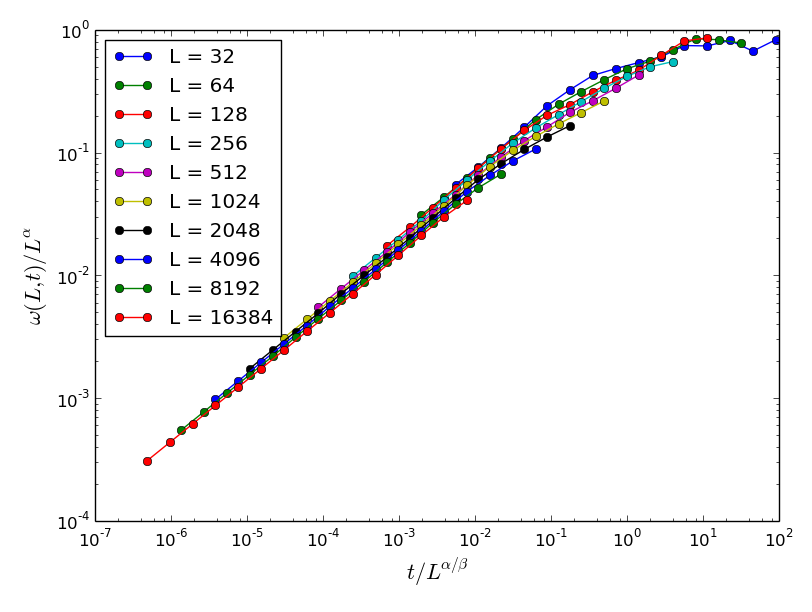 10^0
10^-1
10^-2
10^-3
10^-4
ω(L,t)/L^α
L = 32
L = 64
L = 128
L = 256
L = 512
L = 1024
L = 2048
L = 4096
L = 8192
L = 16384
10^-7 10^-6 10^-5 10^-4 10^-3 10^-2 10^-1 10^0 10^1 10^2
t/L^α/β